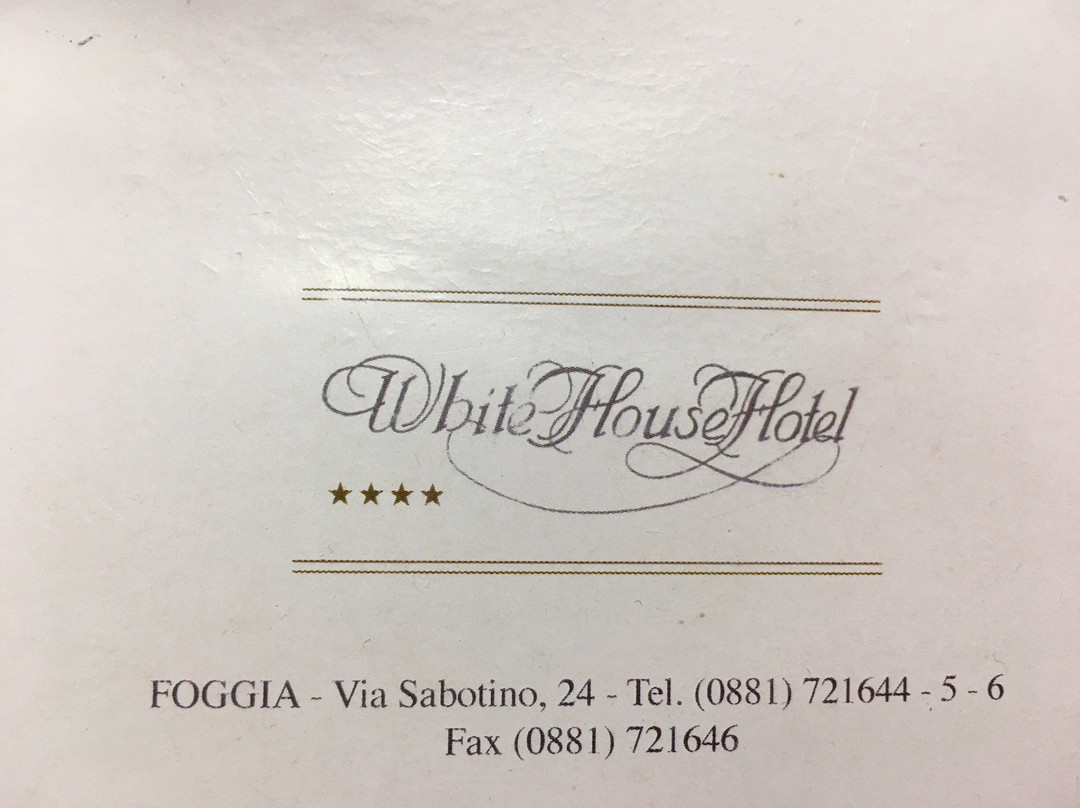 White House Hotel
★★★★
FOGGIA - Via Sabotino, 24 - Tel. (0881) 721644 - 5 - 6
Fax (0881) 721646